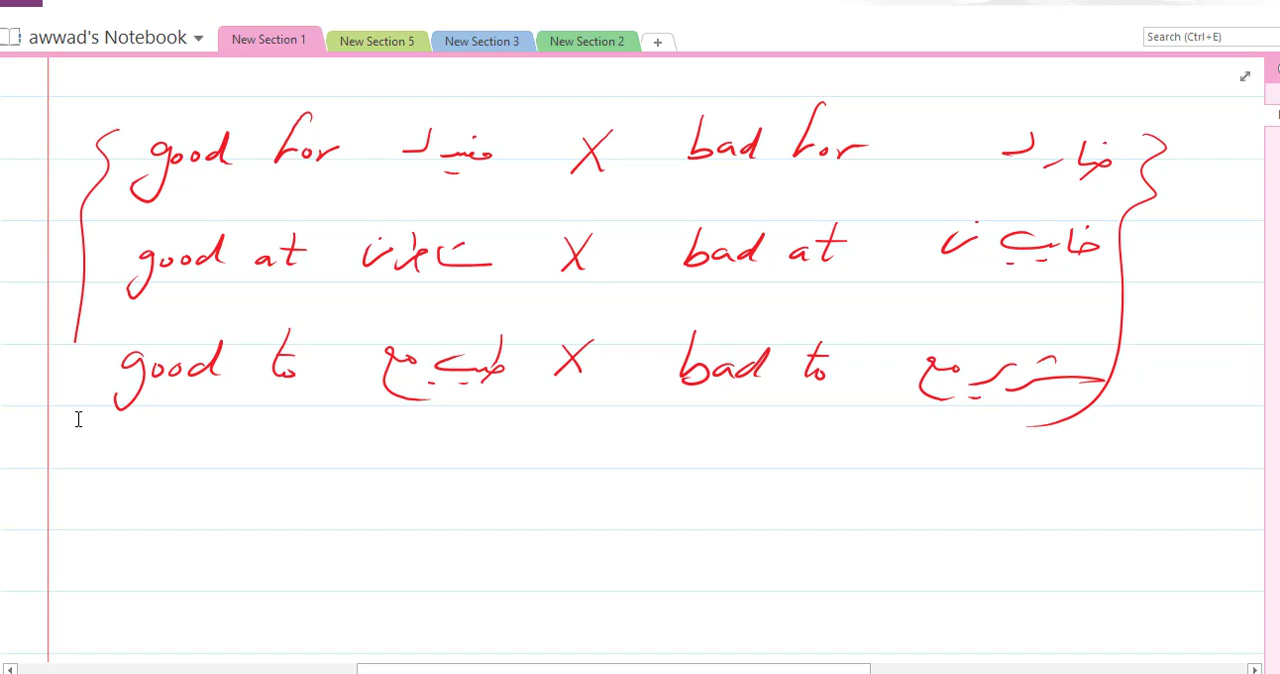 awwad's Notebook New Section 1 New Section 5 New Section 3 New Section 2 + Search (Ctrl+E)
good for مفيد لـ X bad for ضار لـ
good at شاطر في X bad at خايب في
good to طيب مع X bad to شرير مع